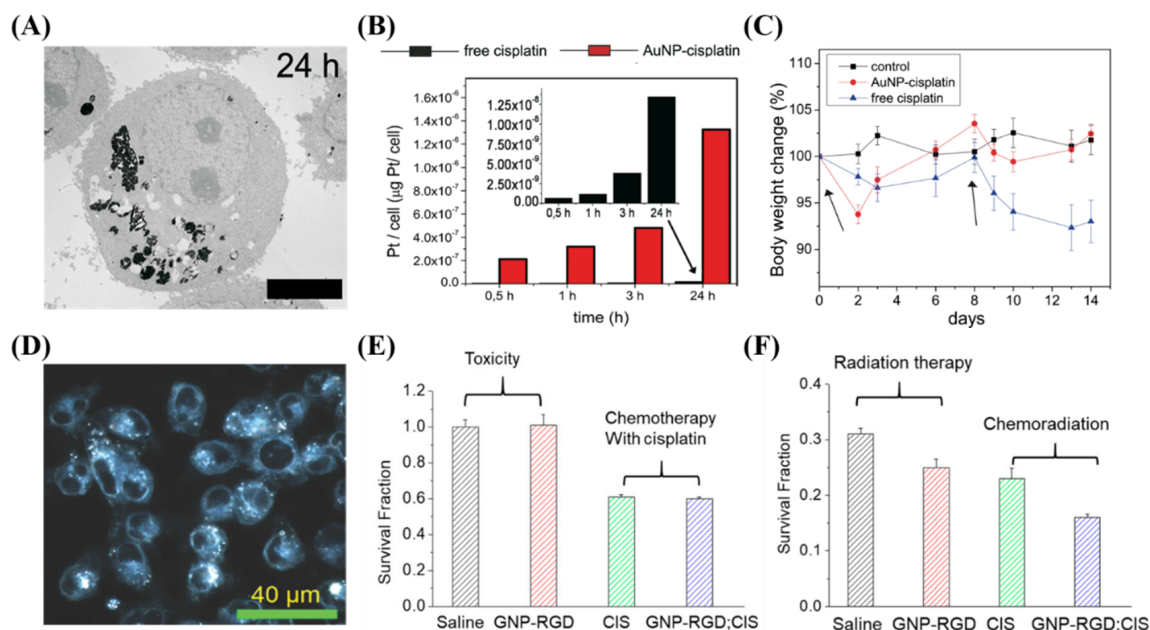 (A)
24 h
(B)
free cisplatin
AuNP-cisplatin
1.6x10⁻⁶
1.4x10⁻⁶
1.2x10⁻⁶
1.0x10⁻⁶
8.0x10⁻⁷
6.0x10⁻⁷
4.0x10⁻⁷
2.0x10⁻⁷
0.0
Pt / cell (µg Pt/ cell)
1.25x10⁻⁸
1.00x10⁻⁸
7.50x10⁻⁹
5.00x10⁻⁹
2.50x10⁻⁹
0.00
0,5 h 1 h 3 h 24 h
0,5 h 1 h 3 h 24 h
time (h)
(C)
control
AuNP-cisplatin
free cisplatin
110
105
100
95
90
Body weight change (%)
0 2 4 6 8 10 12 14
days
(D)
40 µm
(E)
Toxicity
Chemotherapy
With cisplatin
1.2
1.0
0.8
0.6
0.4
0.2
0.0
Survival Fraction
Saline GNP-RGD CIS GNP-RGD;CIS
(F)
Radiation therapy
Chemoradiation
0.4
0.3
0.2
0.1
0.0
Survival Fraction
Saline GNP-RGD CIS GNP-RGD;CIS